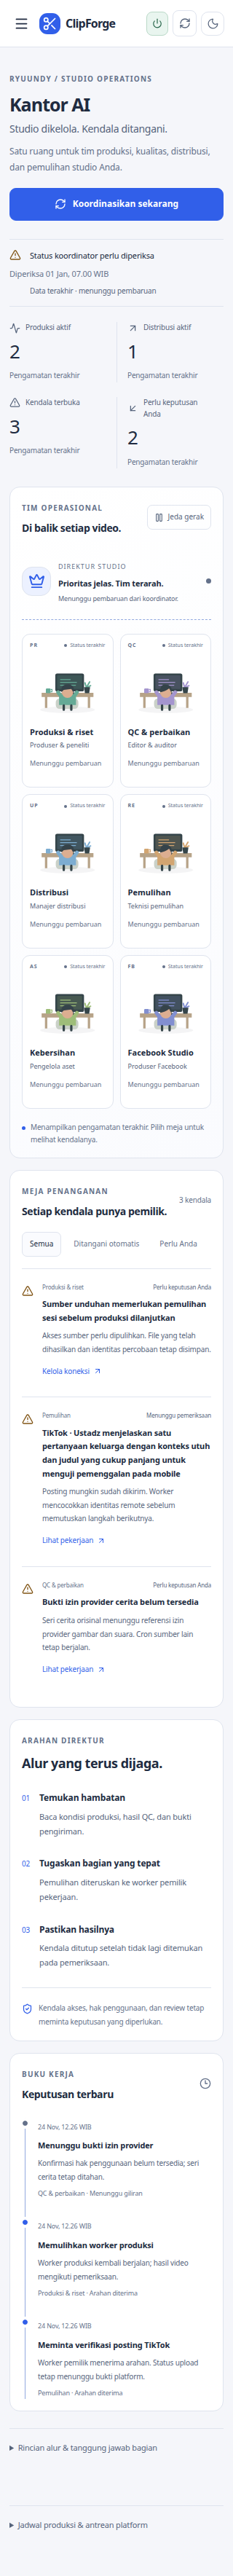 ClipForge
RYUUNDY / STUDIO OPERATIONS
Kantor AI
Studio dikelola. Kendala ditangani.
Satu ruang untuk tim produksi, kualitas, distribusi,
dan pemulihan studio Anda.
Koordinasikan sekarang
Status koordinator perlu diperiksa
Diperiksa 01 Jan, 07.00 WIB
Data terakhir · menunggu pembaruan
Produksi aktif
2
Pengamatan terakhir
Distribusi aktif
1
Pengamatan terakhir
Kendala terbuka
3
Pengamatan terakhir
Perlu keputusan
Anda
2
Pengamatan terakhir
TIM OPERASIONAL
Di balik setiap video.
Jeda gerak
DIREKTUR STUDIO
Prioritas jelas. Tim terarah.
Menunggu pembaruan dari koordinator.
PR
Status terakhir
Produksi & riset
Produser & peneliti
Menunggu pembaruan
QC
Status terakhir
QC & perbaikan
Editor & auditor
Menunggu pembaruan
UP
Status terakhir
Distribusi
Manajer distribusi
Menunggu pembaruan
RE
Status terakhir
Pemulihan
Teknisi pemulihan
Menunggu pembaruan
AS
Status terakhir
Kebersihan
Pengelola aset
Menunggu pembaruan
FB
Status terakhir
Facebook Studio
Produser Facebook
Menunggu pembaruan
Menampilkan pengamatan terakhir. Pilih meja untuk
melihat kendalanya.
MEJA PENANGANAN
Setiap kendala punya pemilik.
3 kendala
Semua
Ditangani otomatis
Perlu Anda
Produksi & riset
Perlu keputusan Anda
Sumber unduhan memerlukan pemulihan
sesi sebelum produksi dilanjutkan
Akses sumber perlu dipulihkan. File yang telah
dihasilkan dan identitas percobaan tetap disimpan.
Kelola koneksi
Pemulihan
Menunggu pemeriksaan
TikTok · Ustadz menjelaskan satu
pertanyaan keluarga dengan konteks utuh
dan judul yang cukup panjang untuk
menguji pemenggalan pada mobile
Posting mungkin sudah dikirim. Worker
mencocokkan identitas remote sebelum
memutuskan langkah berikutnya.
Lihat pekerjaan
QC & perbaikan
Perlu keputusan Anda
Bukti izin provider cerita belum tersedia
Seri cerita orisinal menunggu referensi izin
provider gambar dan suara. Cron sumber lain
tetap berjalan.
Lihat pekerjaan
ARAHAN DIREKTUR
Alur yang terus dijaga.
01
Temukan hambatan
Baca kondisi produksi, hasil QC, dan bukti
pengiriman.
02
Tugaskan bagian yang tepat
Pemulihan diteruskan ke worker pemilik
pekerjaan.
03
Pastikan hasilnya
Kendala ditutup setelah tidak lagi ditemukan
pada pemeriksaan.
Kendala akses, hak penggunaan, dan review tetap
meminta keputusan yang diperlukan.
BUKU KERJA
Keputusan terbaru
24 Nov, 12.26 WIB
Menunggu bukti izin provider
Konfirmasi hak penggunaan belum tersedia; seri
cerita tetap ditahan.
QC & perbaikan · Menunggu giliran
24 Nov, 12.26 WIB
Memulihkan worker produksi
Worker produksi kembali berjalan; hasil video
mengikuti pemeriksaan.
Produksi & riset · Arahan diterima
24 Nov, 12.26 WIB
Meminta verifikasi posting TikTok
Worker pemilik menerima arahan. Status upload
tetap menunggu bukti platform.
Pemulihan · Arahan diterima
Rincian alur & tanggung jawab bagian
Jadwal produksi & antrean platform